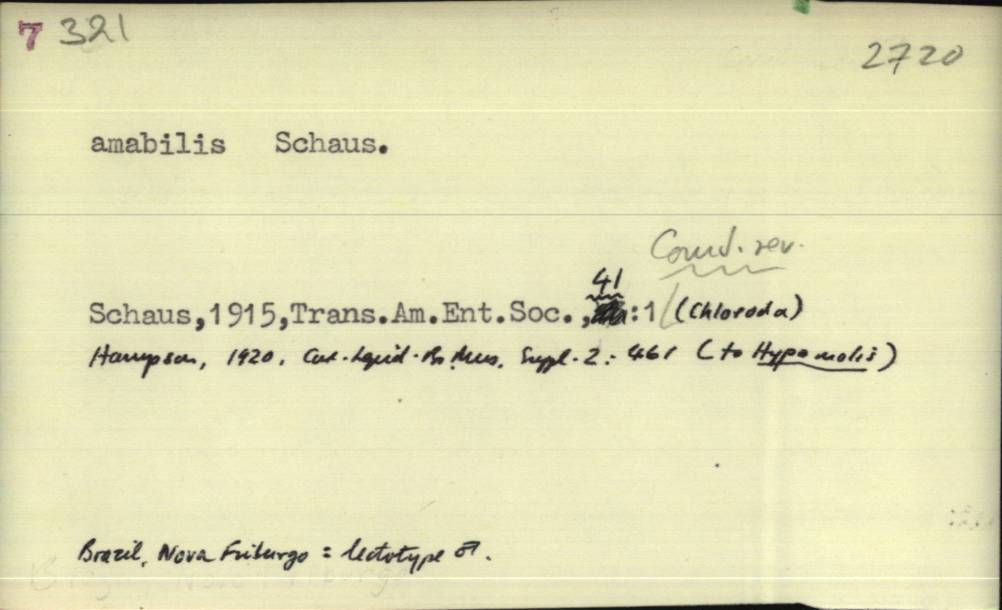 7 321
2720
amabilis Schaus.
Comb. rev.
41
Schaus,1915,Trans.Am.Ent.Soc.,:1 (Chloroda)
Hampson, 1920. Cat. Lepid. Br. Mus. Suppl. 2: 461 (to Hypomolis)
Brazil, Nova Friburgo = lectotype ♂.